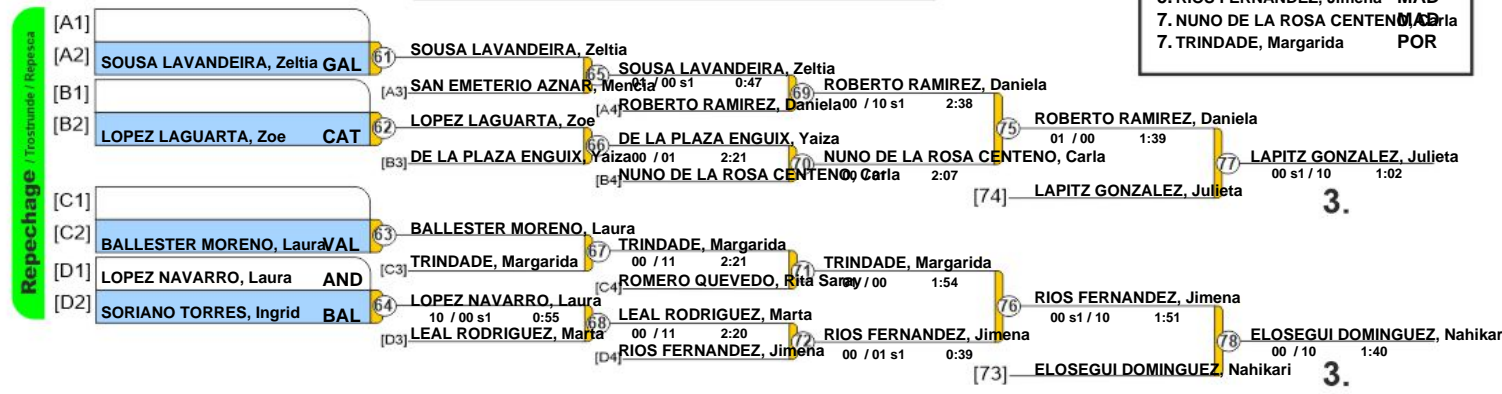 5. RIOS FERNANDEZ, Jimena MAD
7. NUNO DE LA ROSA CENTENO, Carla MAD
7. TRINDADE, Margarida POR
Repechage / Trostrunde / Repesca
[A1]
[A2] SOUSA LAVANDEIRA, Zeltia GAL
[B1]
[B2] LOPEZ LAGUARTA, Zoe CAT
[C1]
[C2] BALLESTER MORENO, Laura VAL
[D1] LOPEZ NAVARRO, Laura AND
[D2] SORIANO TORRES, Ingrid BAL
61 SOUSA LAVANDEIRA, Zeltia
[A3] SAN EMETERIO AZNAR, Mencia
62 LOPEZ LAGUARTA, Zoe
[B3] DE LA PLAZA ENGUIX, Yaiza
63 BALLESTER MORENO, Laura
[C3] TRINDADE, Margarida
64 LOPEZ NAVARRO, Laura
10 / 00 s1 0:55
[D3] LEAL RODRIGUEZ, Marta
65 SOUSA LAVANDEIRA, Zeltia
01 / 00 s1 0:47
[A4] ROBERTO RAMIREZ, Daniela
66 DE LA PLAZA ENGUIX, Yaiza
00 / 01 2:21
[B4] NUNO DE LA ROSA CENTENO, Carla
67 TRINDADE, Margarida
00 / 11 2:21
[C4] ROMERO QUEVEDO, Rita Saray
68 LEAL RODRIGUEZ, Marta
00 / 11 2:20
[D4] RIOS FERNANDEZ, Jimena
69 ROBERTO RAMIREZ, Daniela
00 / 10 s1 2:38
70 NUNO DE LA ROSA CENTENO, Carla
2:07
71 TRINDADE, Margarida
/ 00 1:54
72 RIOS FERNANDEZ, Jimena
00 / 01 s1 0:39
75 ROBERTO RAMIREZ, Daniela
01 / 00 1:39
[74] LAPITZ GONZALEZ, Julieta
76 RIOS FERNANDEZ, Jimena
00 s1 / 10 1:51
[73] ELOSEGUI DOMINGUEZ, Nahikari
77 LAPITZ GONZALEZ, Julieta
00 s1 / 10 1:02
3.
78 ELOSEGUI DOMINGUEZ, Nahikar
00 / 10 1:40
3.